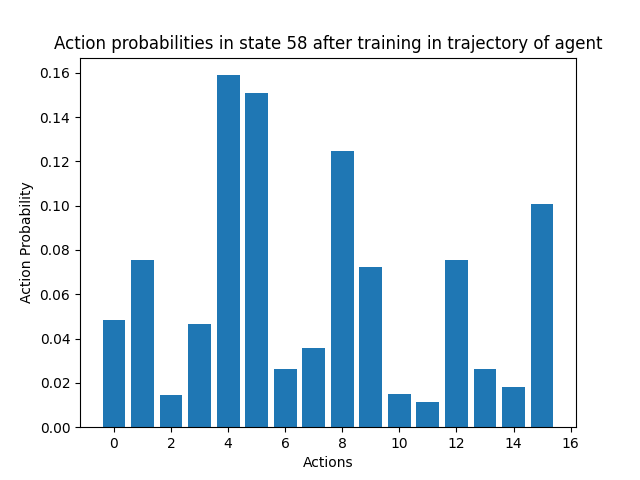 Action probabilities in state 58 after training in trajectory of agent
0.16
0.14
0.12
0.10
0.08
0.06
0.04
0.02
0.00
Action Probability
0 2 4 6 8 10 12 14 16
Actions